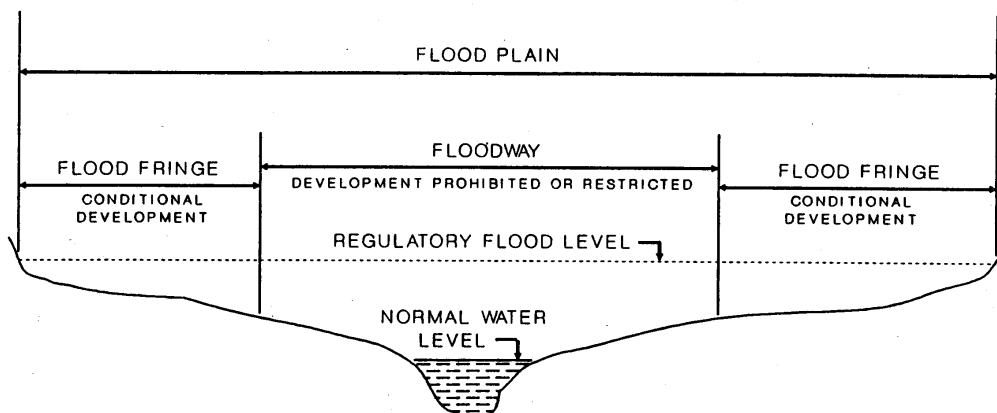 FLOOD PLAIN
FLOOD FRINGE
CONDITIONAL
DEVELOPMENT
FLOODWAY
DEVELOPMENT PROHIBITED OR RESTRICTED
FLOOD FRINGE
CONDITIONAL
DEVELOPMENT
REGULATORY FLOOD LEVEL
NORMAL WATER
LEVEL